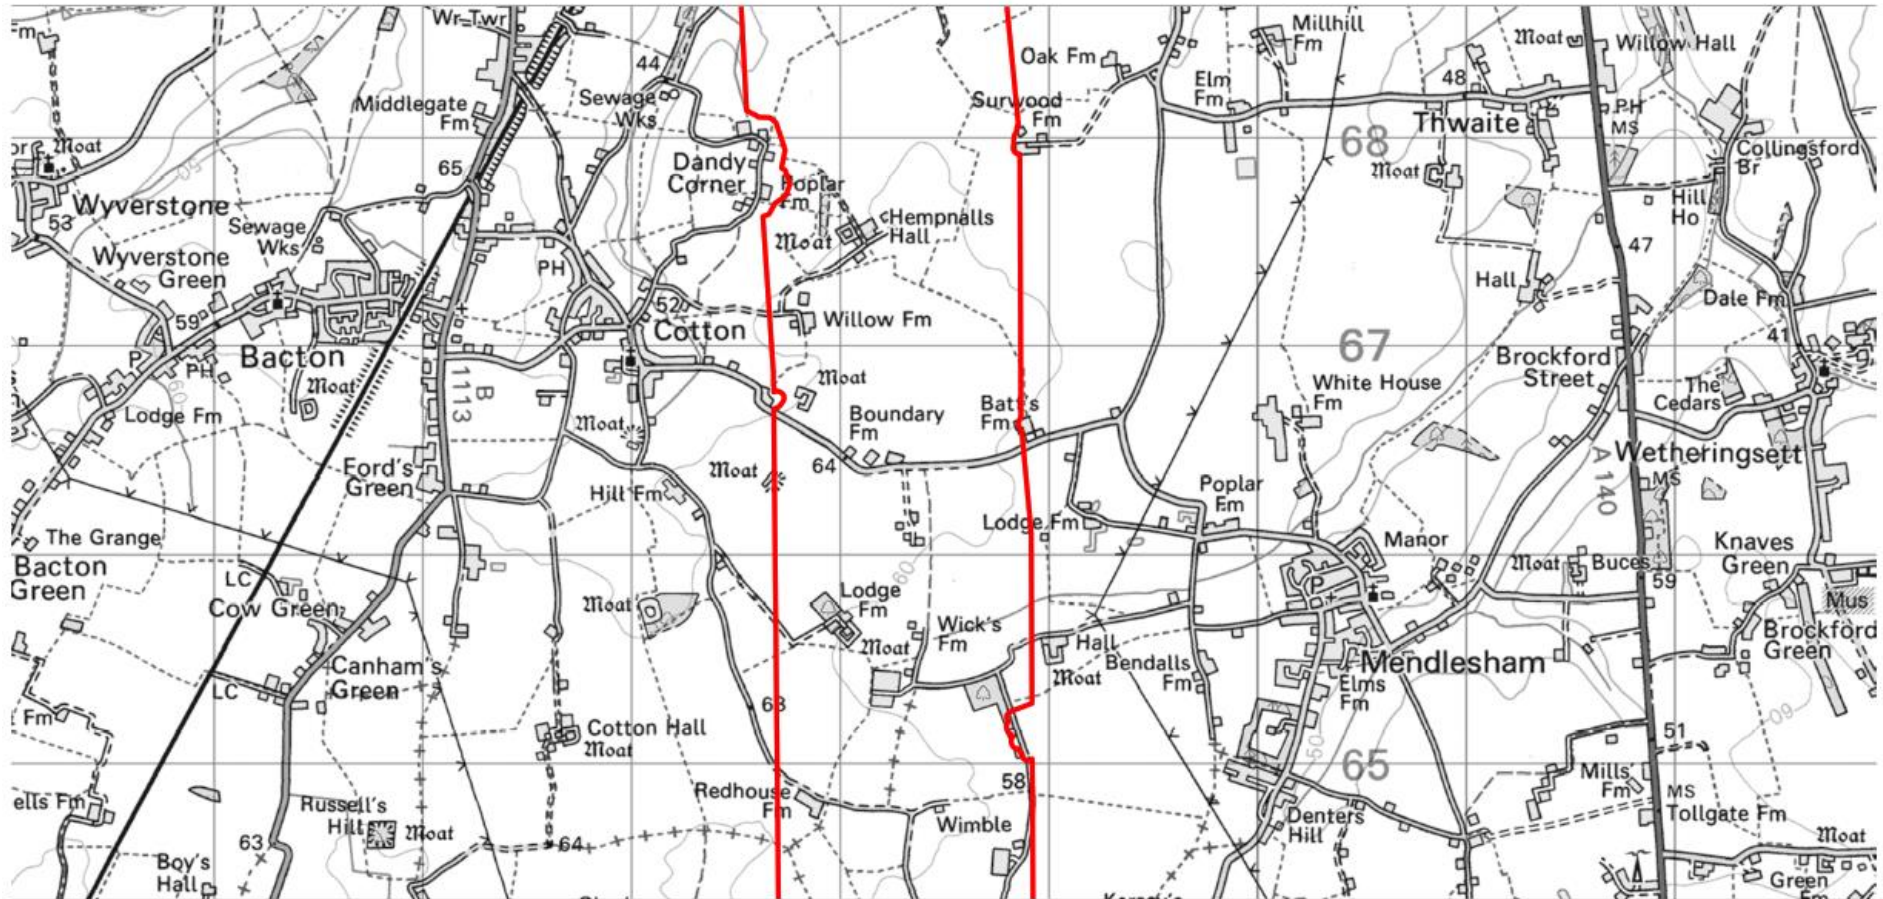 Fm
Wr Twr
44
Millhill
Fm
Moat
Willow Hall
Oak Fm
Elm
Fm
48
Sewage
Wks
Middlegate
Fm
Surwood
Fm
PH
MS
Thwaite
68
Moat
65
Dandy
Corner
Poplar
Fm
Moat
Collingsford
Br
Wyverstone
53
Sewage
Wks
Hempnalls
Hall
Moat
Hill
Ho
47
Wyverstone
Green
PH
Hall
Dale Fm
52
59
Cotton
Willow Fm
41
P
PH
Bacton
67
Brockford
Street
Moat
Lodge Fm
B
1113
Moat
White House
Fm
The
Cedars
Boundary
Fm
Batt's
Fm
Moat
Ford's
Green
Moat
64
Wetheringsett
A 140
MS
Hill Fm
Poplar
Fm
Lodge Fm
The Grange
Manor
Knaves
Green
Bacton
Green
LC
Moat
Buces
59
Cow Green
Moat
Lodge
Fm
60
P
Mus
Wick's
Fm
Moat
Hall
Moat
Bendalls
Fm
Mendlesham
Elms
Fm
Brockford
Green
Canham's
Green
LC
Fm
63
60
Cotton Hall
Moat
51
50
65
58
Mills'
Fm
MS
Tollgate Fm
ells Fm
Russell's
Hill
Moat
Redhouse
Fm
Wimble
Denters
Hill
Moat
63
64
Boy's
Hall
Green
Fm